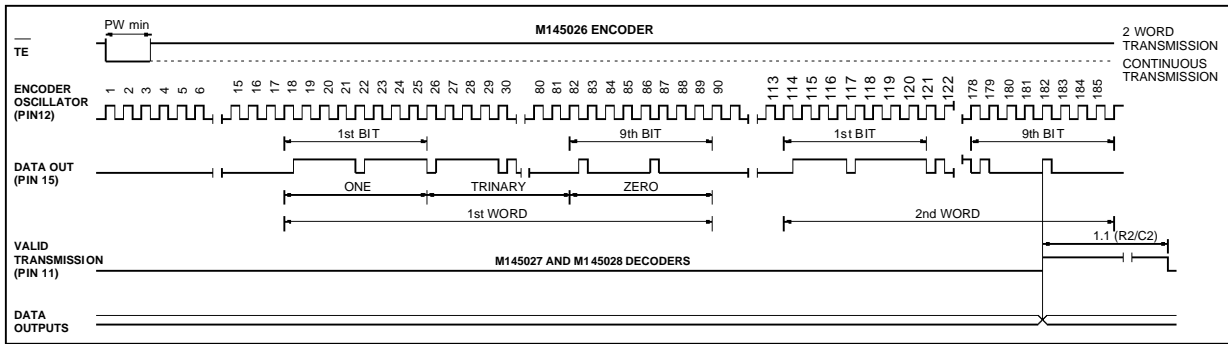 PW min
M145026 ENCODER
TE
2 WORD
TRANSMISSION
CONTINUOUS
TRANSMISSION
ENCODER
OSCILLATOR
(PIN12)
1 2 3 4 5 6 15 16 17 18 19 20 21 22 23 24 25 26 27 28 29 30 80 81 82 83 84 85 86 87 88 89 90 113 114 115 116 117 118 119 120 121 122 178 179 180 181 182 183 184 185
1st BIT 9th BIT 1st BIT 9th BIT
DATA OUT
(PIN 15)
ONE TRINARY ZERO
1st WORD 2nd WORD
1.1 (R2/C2)
VALID
TRANSMISSION
(PIN 11)
M145027 AND M145028 DECODERS
DATA
OUTPUTS